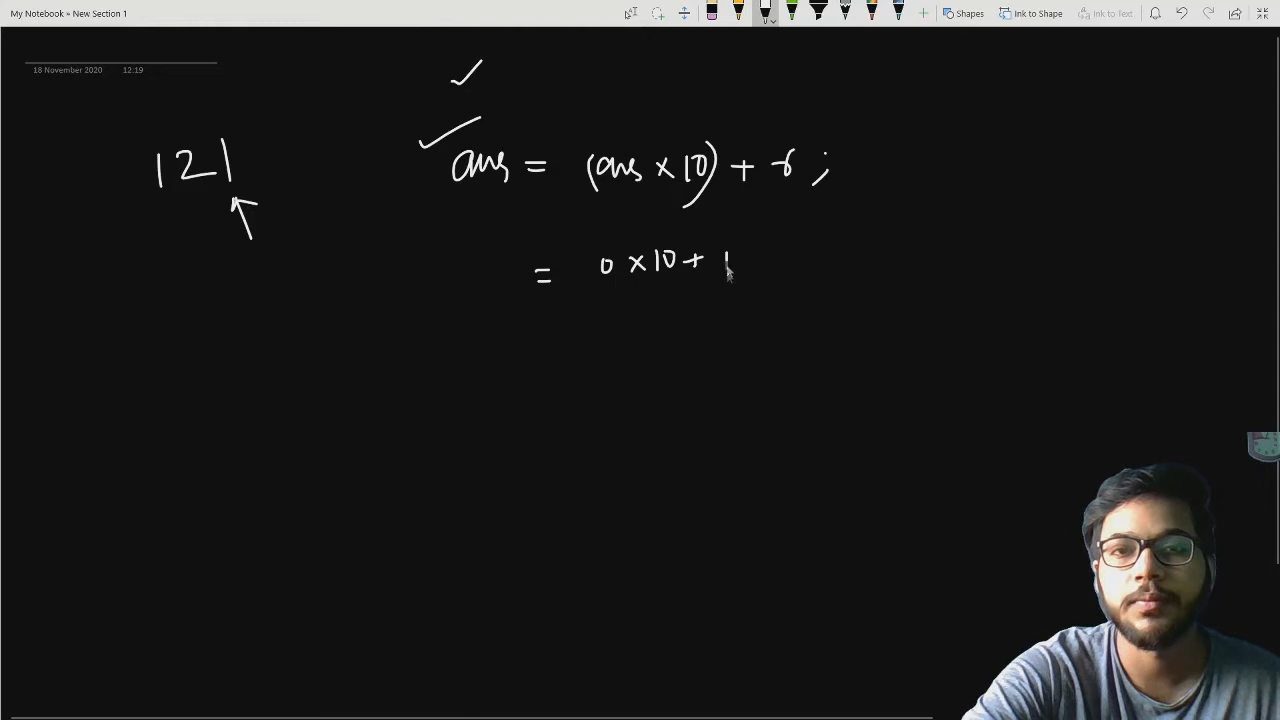 My Notebook » New Section 1
Shapes
Ink to Shape
Ink to Text
18 November 2020 12:19
121
ans = (ans × 10) + r ;
= 0 × 10 + 1